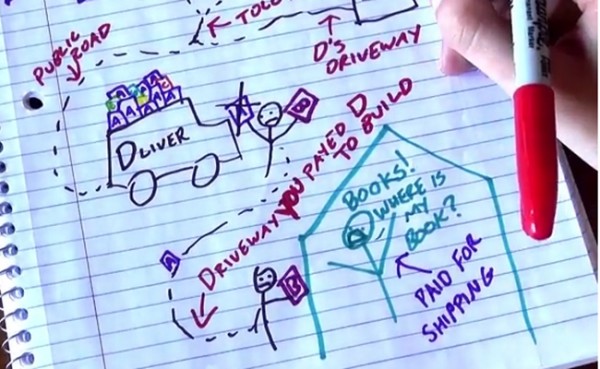 PUBLIC
ROAD
TOLL
D'S
DRIVEWAY
DLIVER
A
B
A A A A
DRIVEWAY YOU PAYED D
TO BUILD
A
B
BOOKS!
WHERE IS
MY
BOOK?
PAID FOR
SHIPPING